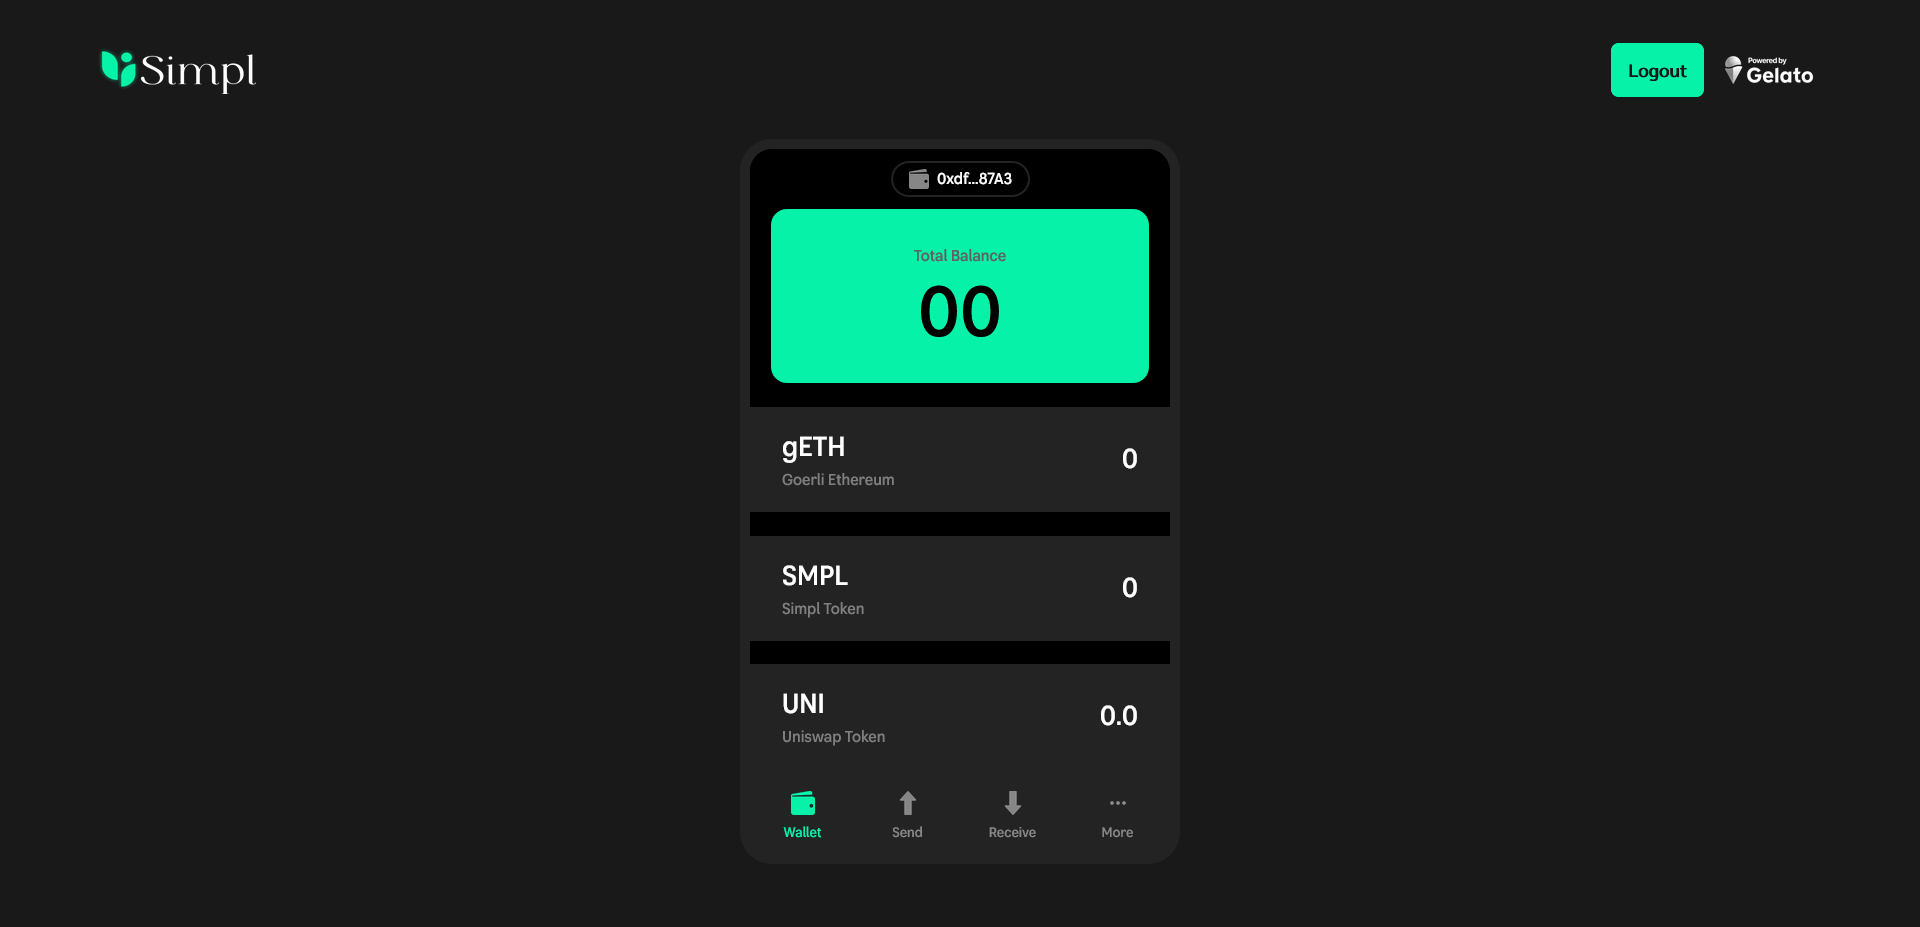 Simpl
Logout
Powered by
Gelato
0xdf...87A3
Total Balance
00
gETH
0
Goerli Ethereum
SMPL
0
Simpl Token
UNI
0.0
Uniswap Token
Wallet
Send
Receive
More